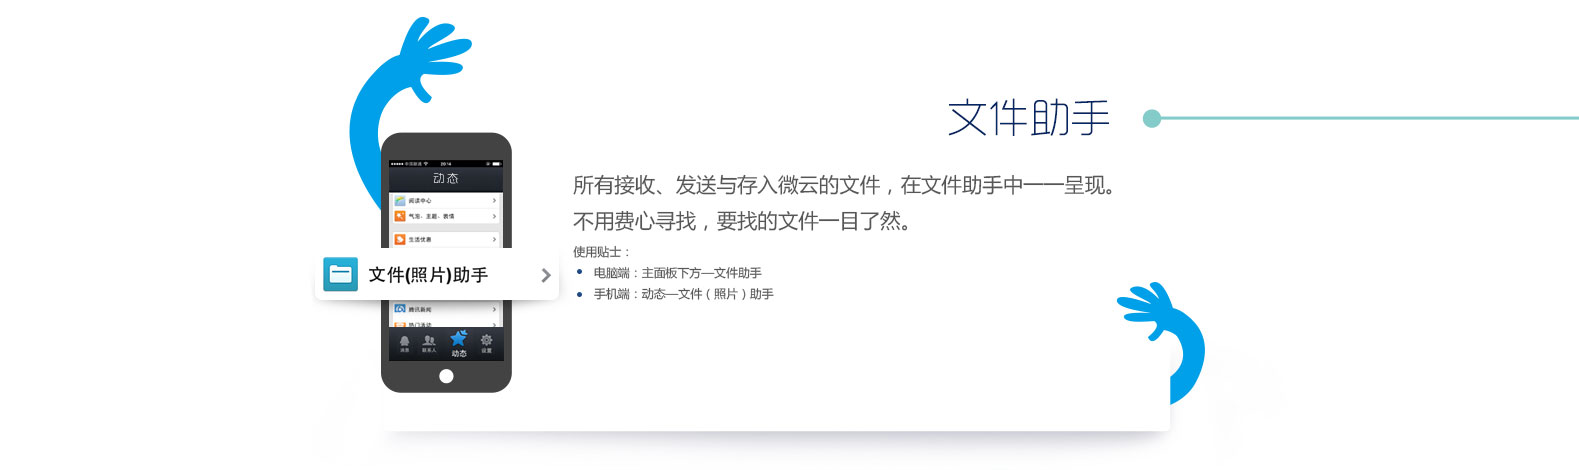 文件助手
所有接收、发送与存入微云的文件，在文件助手中一一呈现。
不用费心寻找，要找的文件一目了然。
使用贴士：
电脑端：主面板下方—文件助手
手机端：动态—文件（照片）助手
动态
阅读中心
气泡、主题、表情
生活优惠
文件(照片)助手
腾讯新闻
热门活动
消息
联系人
动态
设置